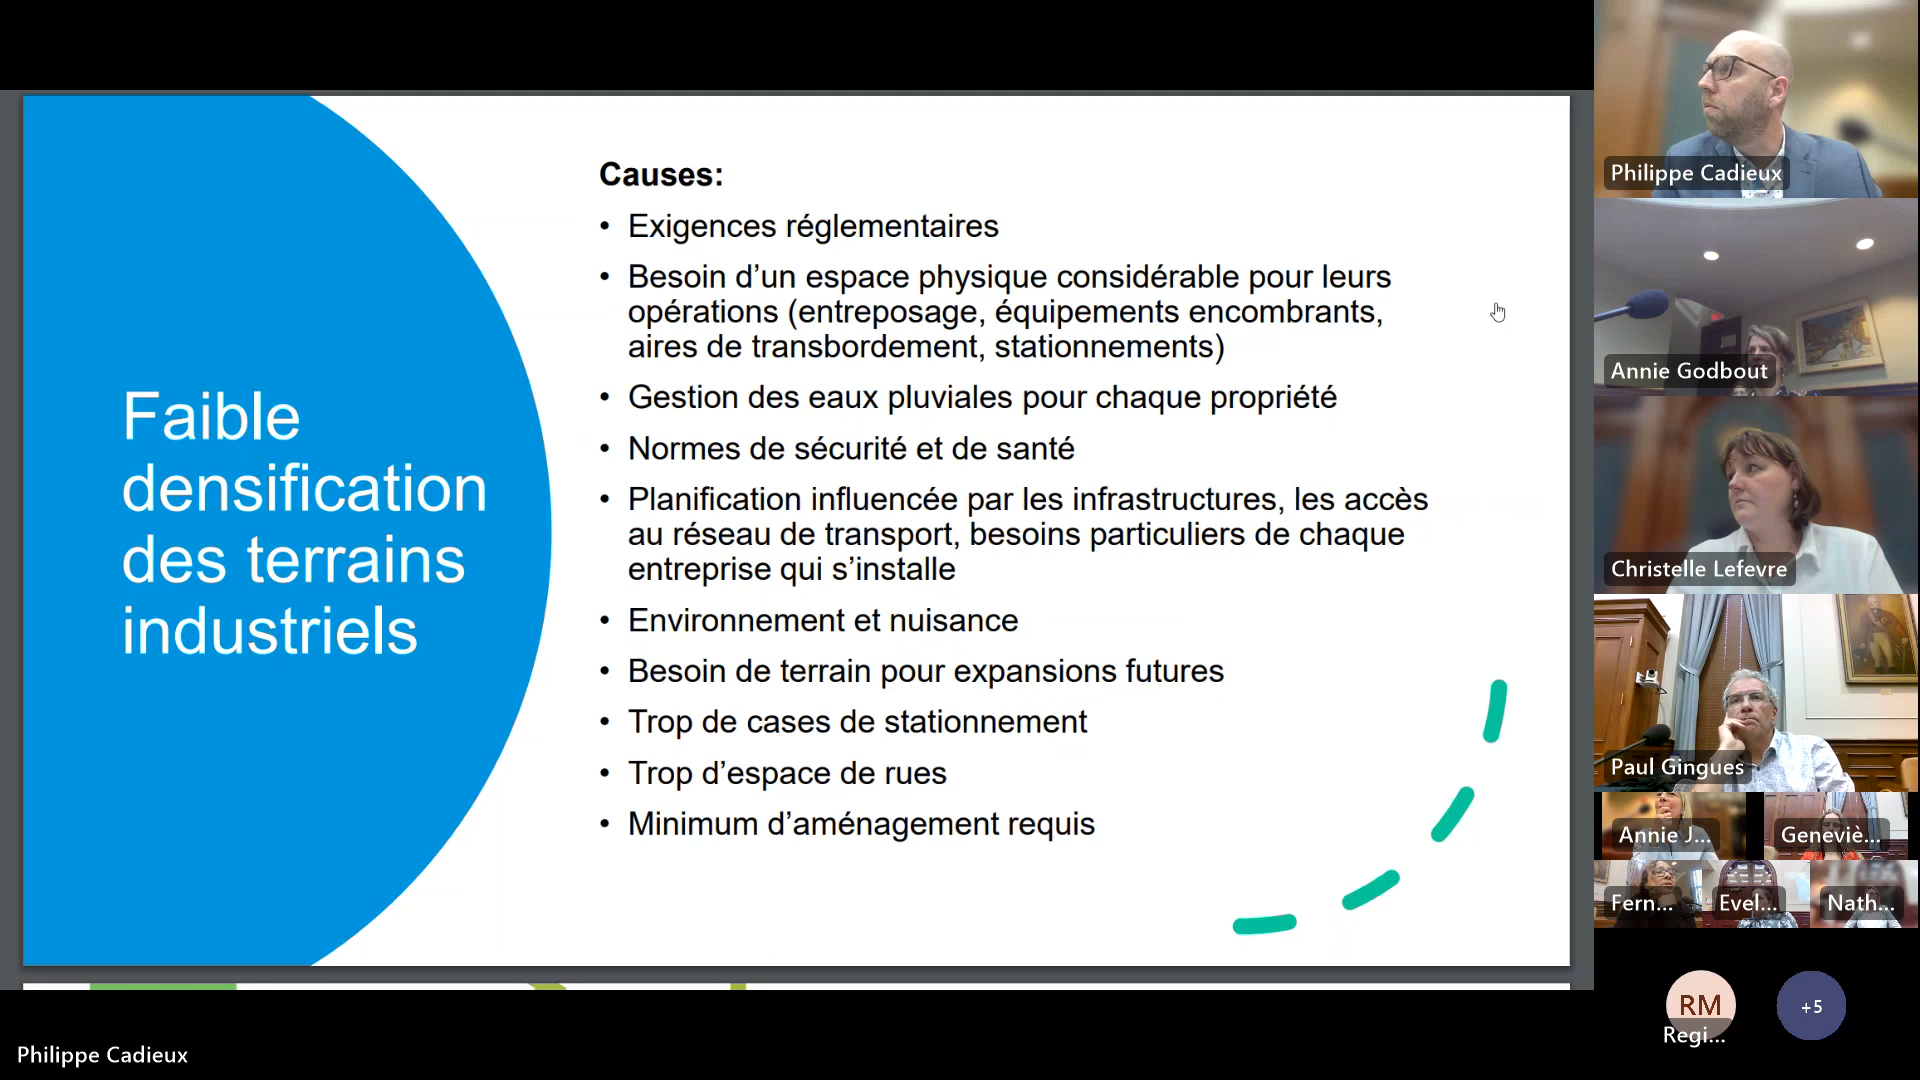 Faible
densification
des terrains
industriels
Causes:
• Exigences réglementaires
• Besoin d’un espace physique considérable pour leurs
opérations (entreposage, équipements encombrants,
aires de transbordement, stationnements)
• Gestion des eaux pluviales pour chaque propriété
• Normes de sécurité et de santé
• Planification influencée par les infrastructures, les accès
au réseau de transport, besoins particuliers de chaque
entreprise qui s’installe
• Environnement et nuisance
• Besoin de terrain pour expansions futures
• Trop de cases de stationnement
• Trop d’espace de rues
• Minimum d’aménagement requis
Philippe Cadieux
Annie Godbout
Christelle Lefevre
Paul Gingues
Annie J...
Geneviè...
Fern...
Evel...
Nath...
RM
+5
Regi...
Philippe Cadieux